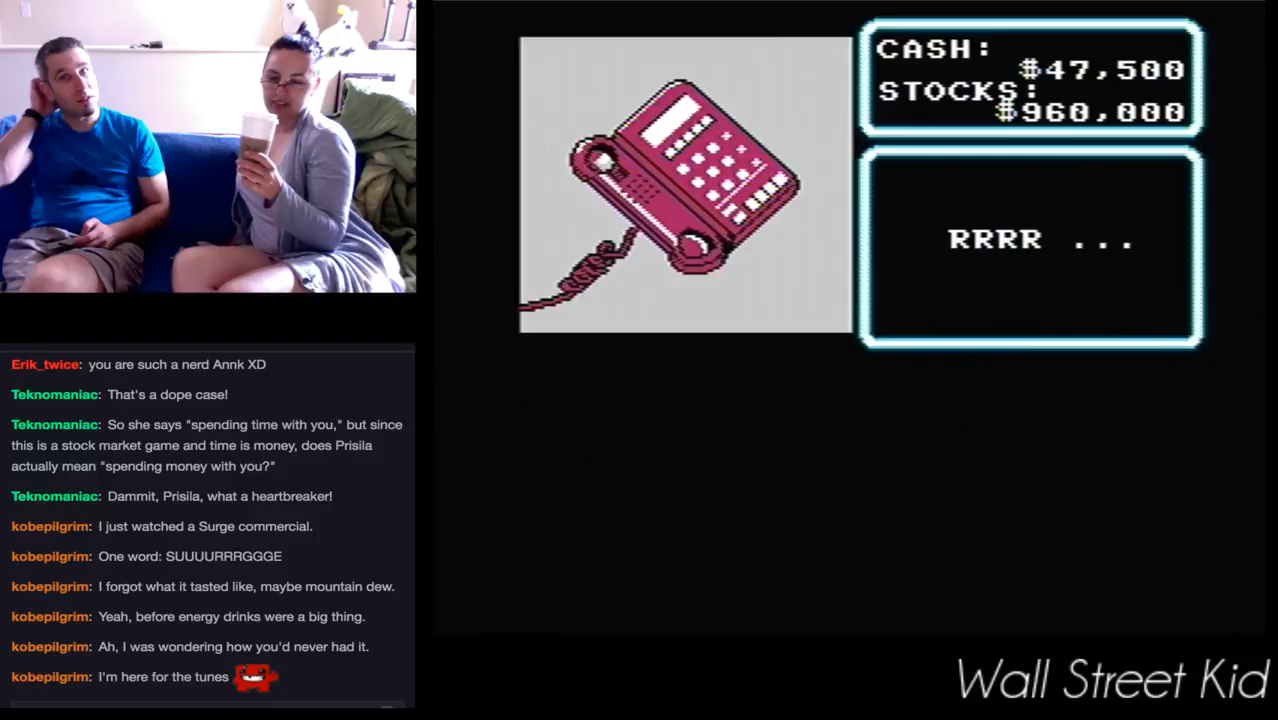 CASH:
$47,500
STOCKS:
$960,000
RRRR ...
Erik_twice: you are such a nerd Annk XD
Teknomaniac: That's a dope case!
Teknomaniac: So she says "spending time with you," but since
this is a stock market game and time is money, does Prisila
actually mean "spending money with you?"
Teknomaniac: Dammit, Prisila, what a heartbreaker!
kobepilgrim: I just watched a Surge commercial.
kobepilgrim: One word: SUUUURRRGGGE
kobepilgrim: I forgot what it tasted like, maybe mountain dew.
kobepilgrim: Yeah, before energy drinks were a big thing.
kobepilgrim: Ah, I was wondering how you'd never had it.
kobepilgrim: I'm here for the tunes
Wall Street Kid